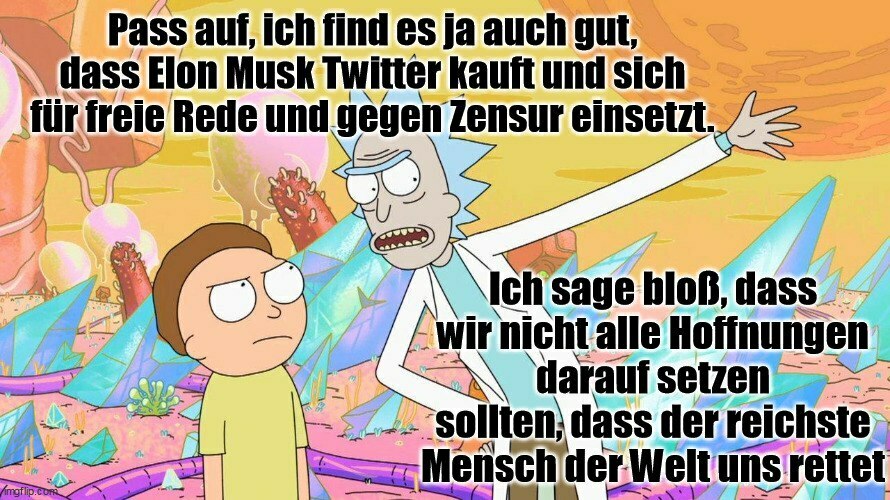 Pass auf, ich find es ja auch gut,
dass Elon Musk Twitter kauft und sich
für freie Rede und gegen Zensur einsetzt.
Ich sage bloß, dass
wir nicht alle Hoffnungen
darauf setzen
sollten, dass der reichste
Mensch der Welt uns rettet
imgflip.com